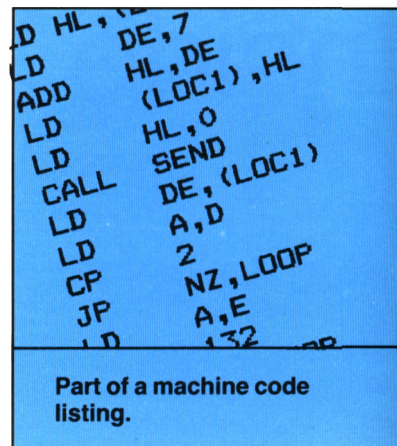 LD HL,(
LD DE,7
ADD HL,DE
LD (LOC1),HL
LD HL,0
CALL SEND
LD DE,(LOC1)
LD A,D
CP 2
JP NZ,LOOP
LD A,E
132
Part of a machine code
listing.